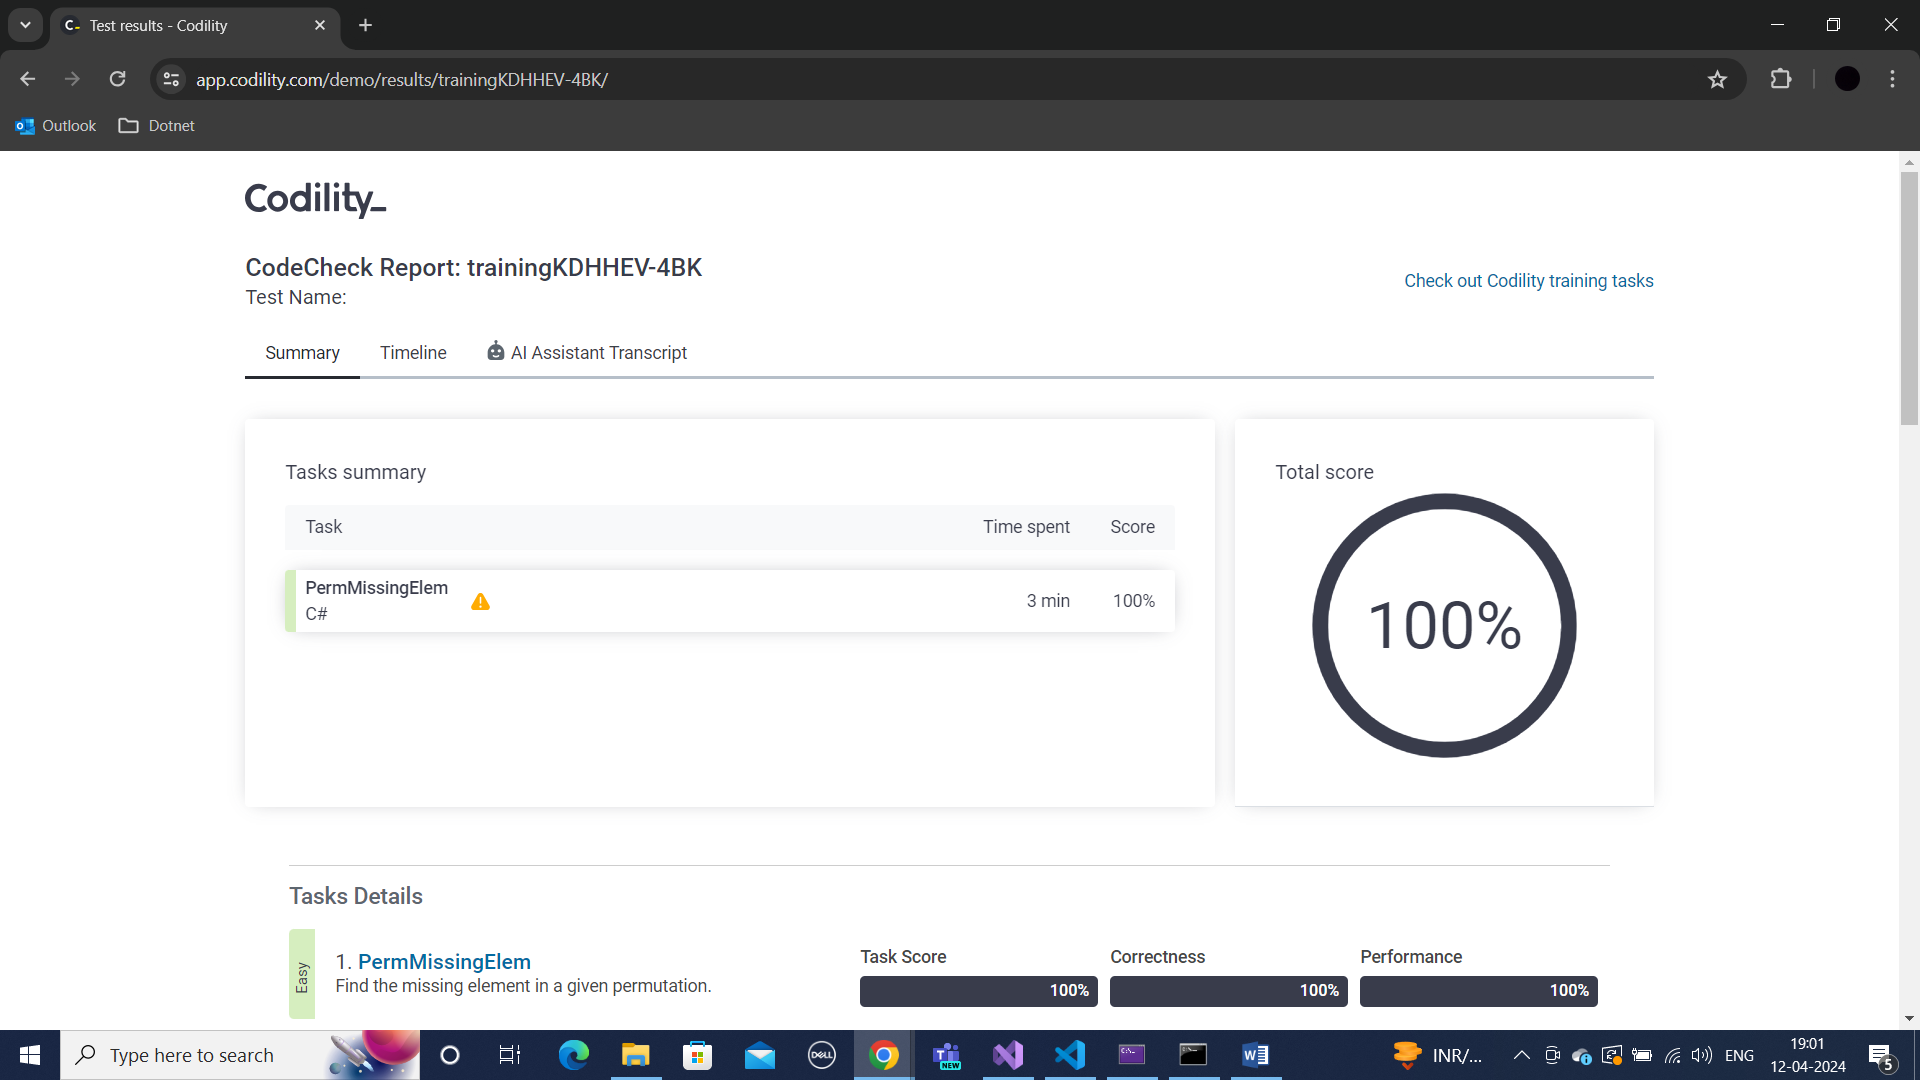 Test results - Codility
app.codility.com/demo/results/trainingKDHHEV-4BK/
Outlook
Dotnet
Codility_
CodeCheck Report: trainingKDHHEV-4BK
Test Name:
Check out Codility training tasks
Summary
Timeline
AI Assistant Transcript
Tasks summary
Task
Time spent
Score
PermMissingElem
C#
3 min
100%
Total score
100%
Tasks Details
Easy
1. PermMissingElem
Find the missing element in a given permutation.
Task Score
100%
Correctness
100%
Performance
100%
Type here to search
DELL
NEW
INR/...
ENG
19:01
12-04-2024
5